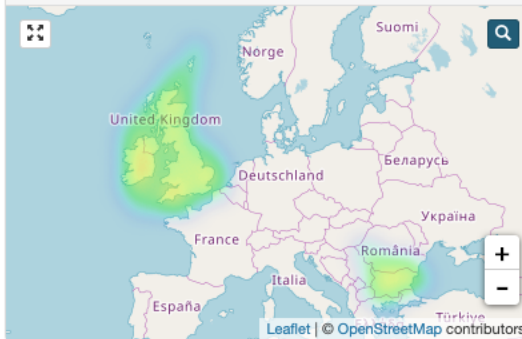 Suomi
Norge
United Kingdom
Беларусь
Deutschland
Україна
France
România
+
Italia
−
España
Türkiye
Leaflet | © OpenStreetMap contributors